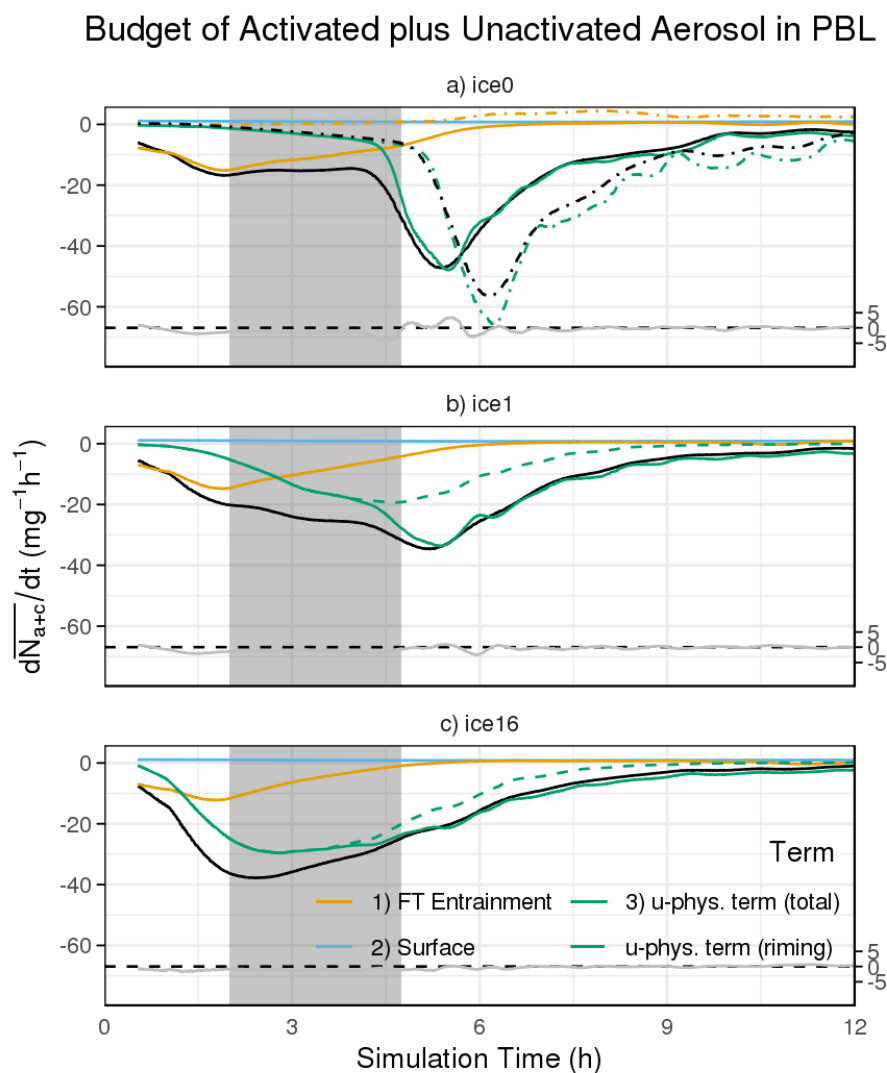 Budget of Activated plus Unactivated Aerosol in PBL
a) ice0
0
-20
-40
-60
5
0
-5
b) ice1
0
-20
-40
-60
5
0
-5
c) ice16
0
-20
-40
-60
5
0
-5
Term
1) FT Entrainment
3) u-phys. term (total)
2) Surface
u-phys. term (riming)
0 3 6 9 12
Simulation Time (h)
dN̅ₐ₊c/dt (mg⁻¹h⁻¹)